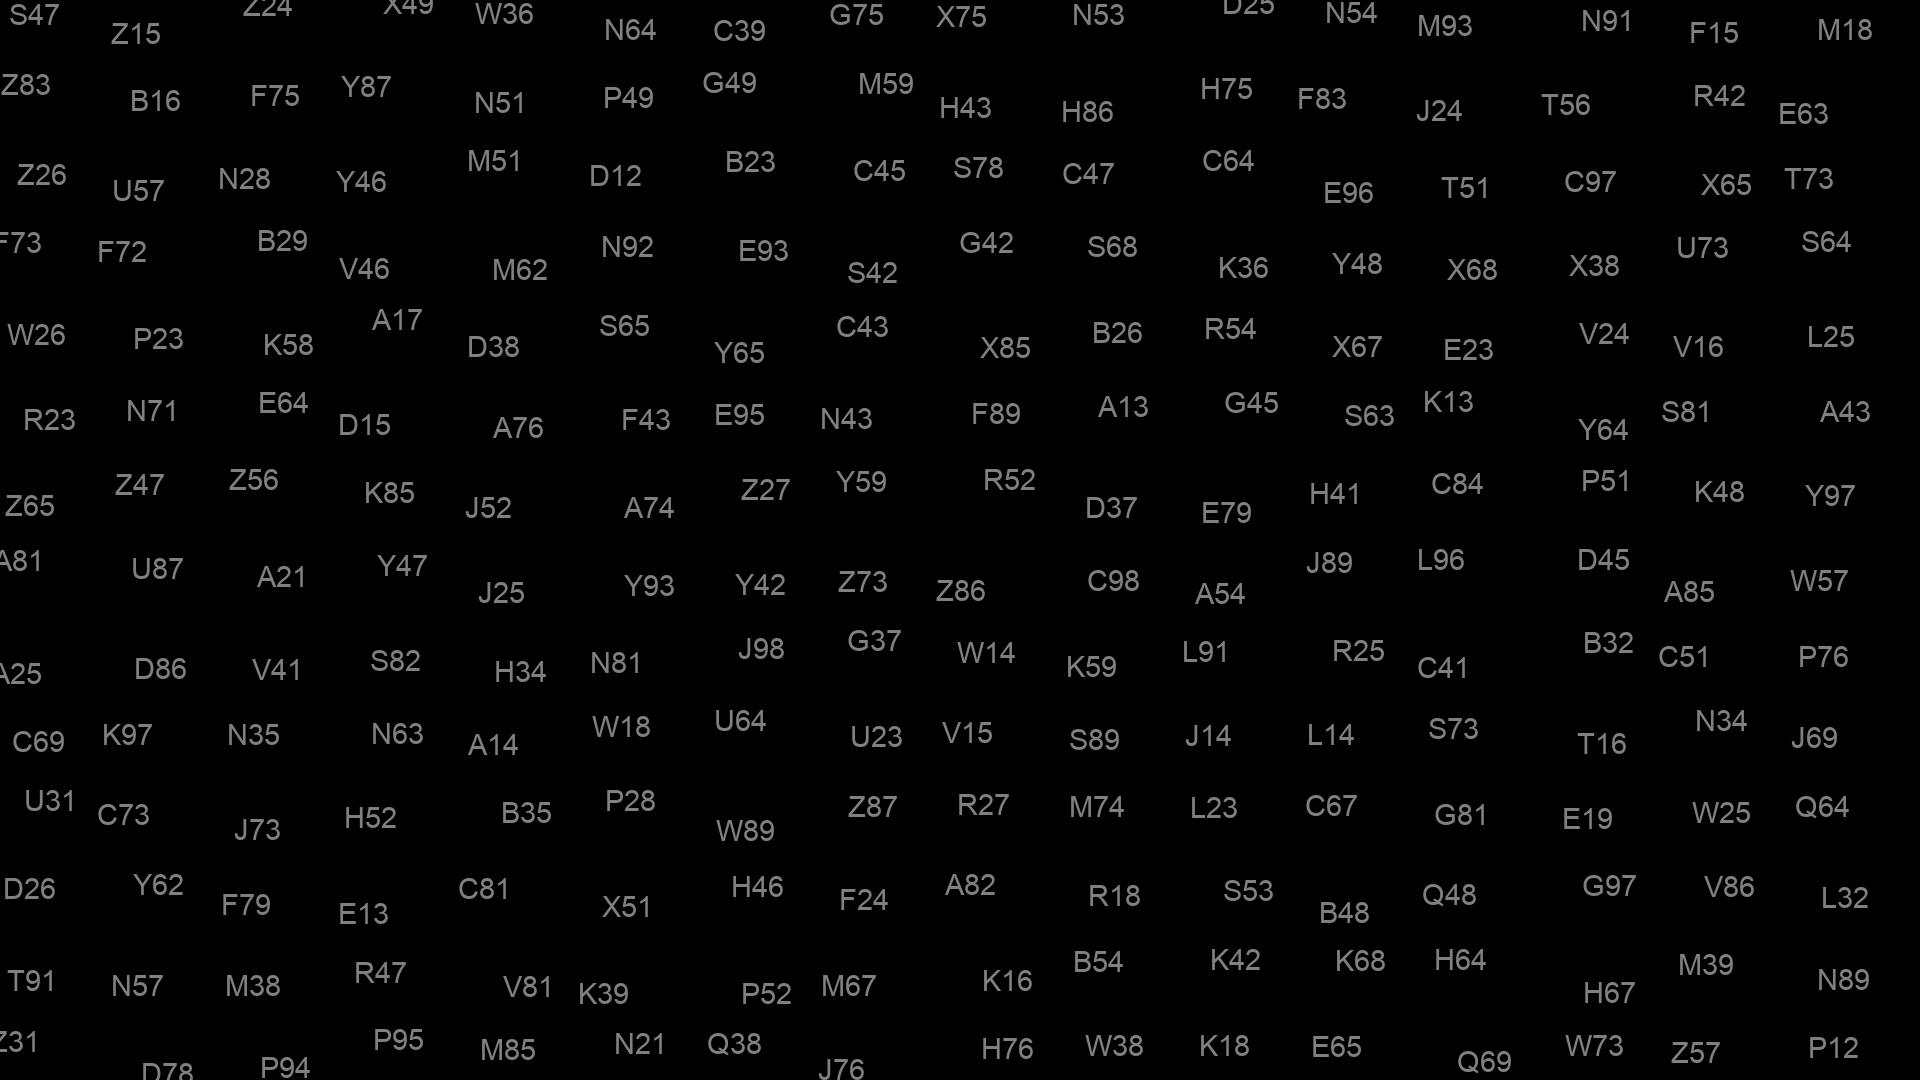 S47 Z15 Z24 X49 W36 N64 C39 G75 X75 N53 D25 N54 M93 N91 F15 M18
Z83 B16 F75 Y87 N51 P49 G49 M59 H43 H86 H75 F83 J24 T56 R42 E63
Z26 U57 N28 Y46 M51 D12 B23 C45 S78 C47 C64 E96 T51 C97 X65 T73
F73 F72 B29 V46 M62 N92 E93 S42 G42 S68 K36 Y48 X68 X38 U73 S64
W26 P23 K58 A17 D38 S65 Y65 C43 X85 B26 R54 X67 E23 V24 V16 L25
R23 N71 E64 D15 A76 F43 E95 N43 F89 A13 G45 S63 K13 Y64 S81 A43
Z65 Z47 Z56 K85 J52 A74 Z27 Y59 R52 D37 E79 H41 C84 P51 K48 Y97
A81 U87 A21 Y47 J25 Y93 Y42 Z73 Z86 C98 A54 J89 L96 D45 A85 W57
A25 D86 V41 S82 H34 N81 J98 G37 W14 K59 L91 R25 C41 B32 C51 P76
C69 K97 N35 N63 A14 W18 U64 U23 V15 S89 J14 L14 S73 T16 N34 J69
U31 C73 J73 H52 B35 P28 W89 Z87 R27 M74 L23 C67 G81 E19 W25 Q64
D26 Y62 F79 E13 C81 X51 H46 F24 A82 R18 S53 B48 Q48 G97 V86 L32
T91 N57 M38 R47 V81 K39 P52 M67 K16 B54 K42 K68 H64 H67 M39 N89
Z31 D78 P94 P95 M85 N21 Q38 J76 H76 W38 K18 E65 Q69 W73 Z57 P12